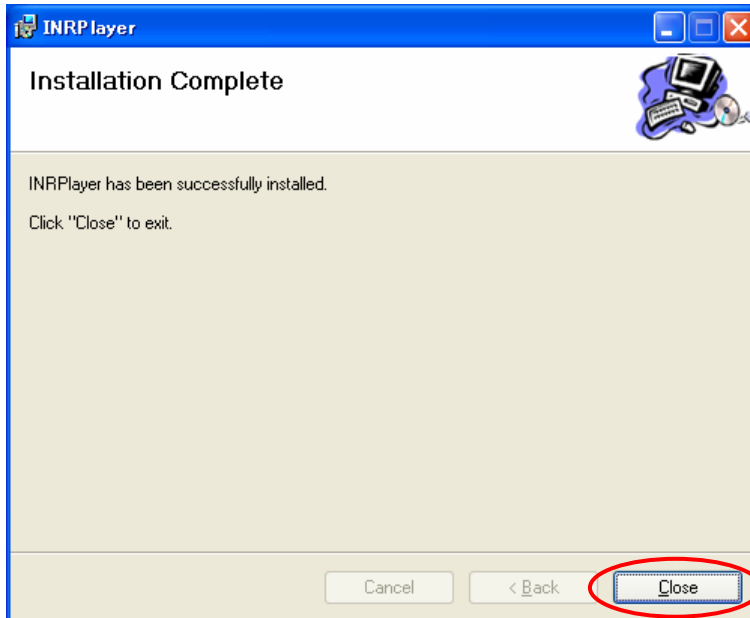 INRPlayer
Installation Complete
INRPlayer has been successfully installed.
Click "Close" to exit.
Cancel < Back Close